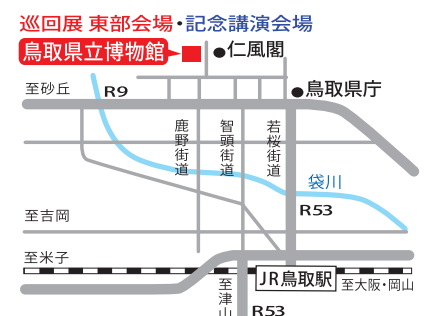 巡回展 東部会場・記念講演会場
鳥取県立博物館
●仁風閣
至砂丘
R9
●鳥取県庁
鹿野街道
智頭街道
若桜街道
袋川
至吉岡
R53
至米子
JR鳥取駅
至大阪・岡山
至津山
R53